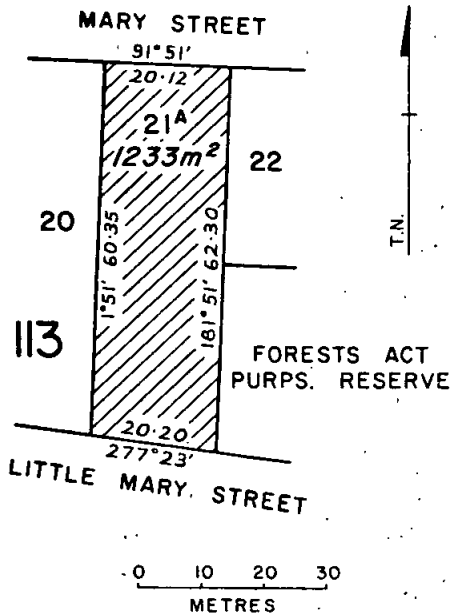 MARY STREET
91° 51'
20·12
21A
1233m²
22
20
1° 51' 60·35
181° 51' 62·30
T.N.
113
FORESTS ACT
PURPS. RESERVE
20·20
277° 23'
LITTLE MARY. STREET
0 10 20 30
METRES